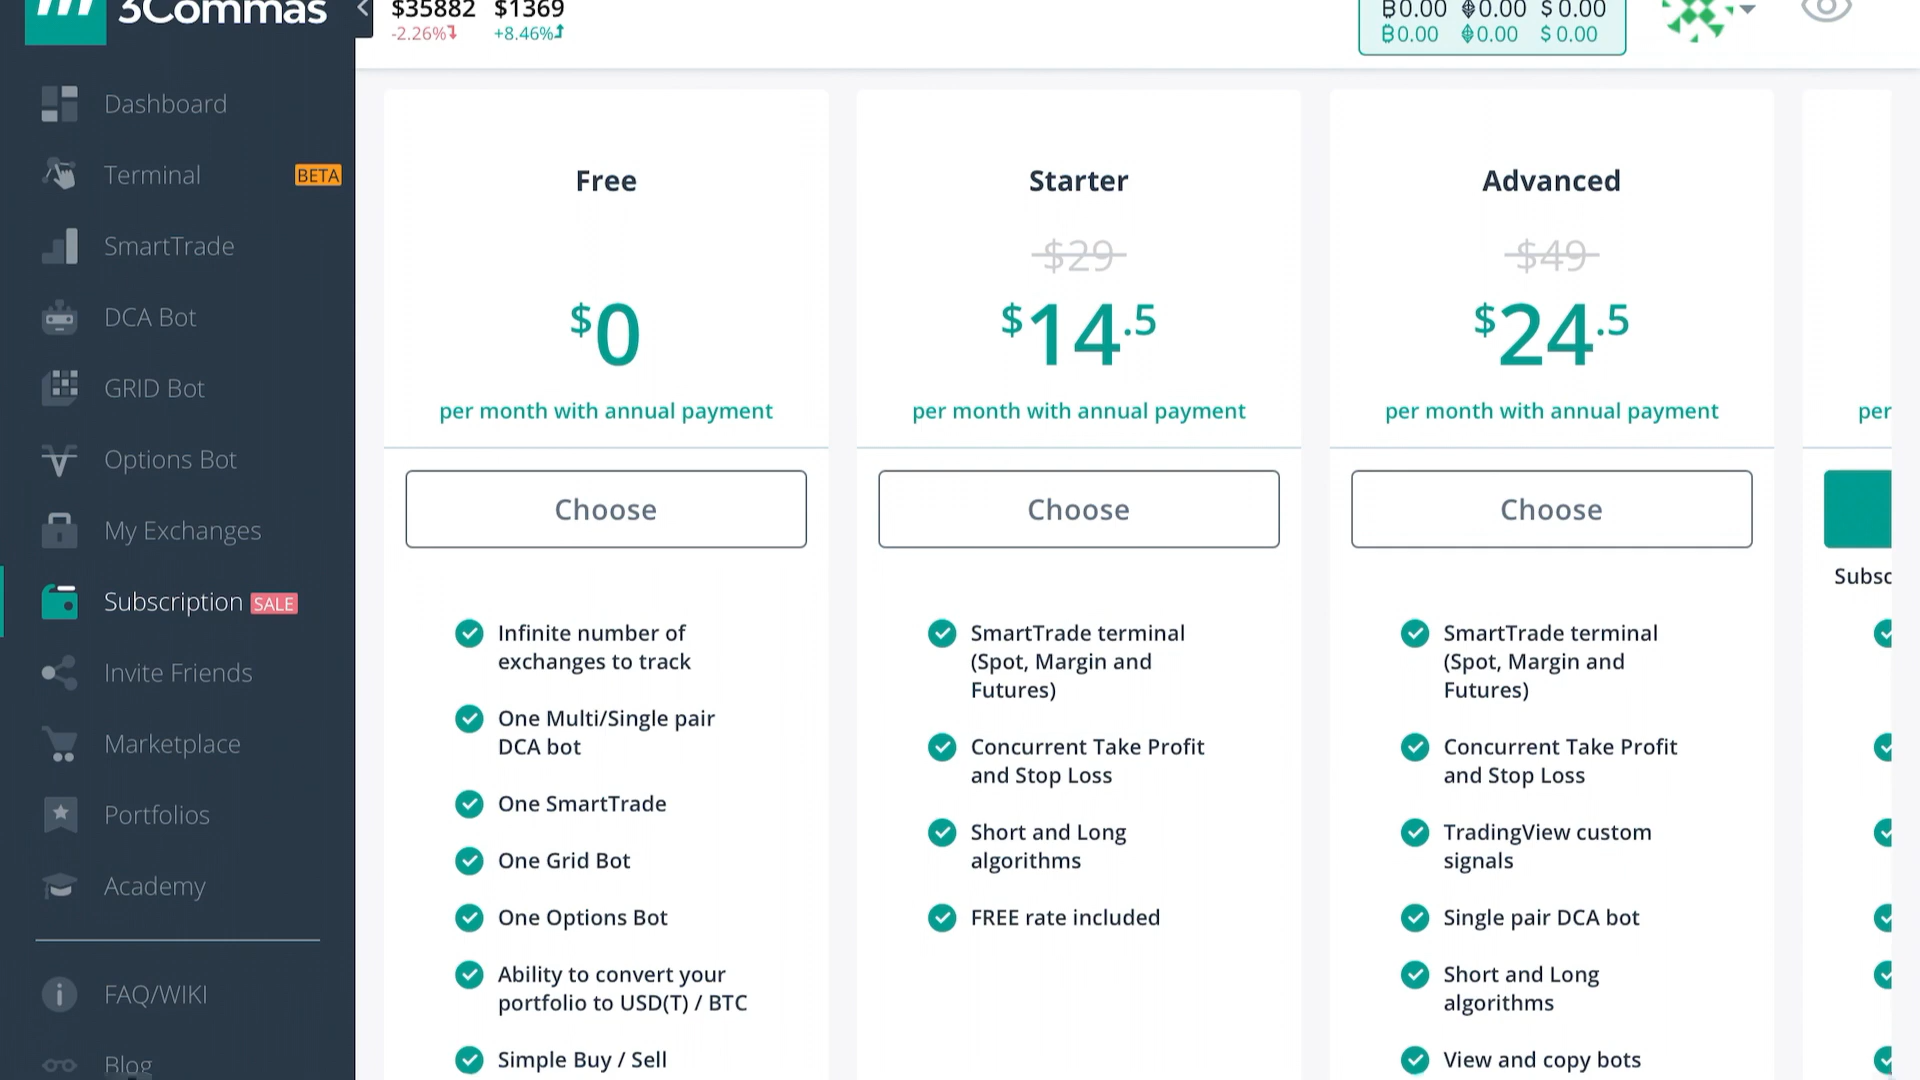 3Commas
$35882 $1369
-2.26% +8.46%
0.00 0.00 $ 0.00
0.00 0.00 $ 0.00
Dashboard
Terminal BETA
SmartTrade
DCA Bot
GRID Bot
Options Bot
My Exchanges
Subscription SALE
Invite Friends
Marketplace
Portfolios
Academy
FAQ/WIKI
Blog
Free
$0
per month with annual payment
Choose
Infinite number of
exchanges to track
One Multi/Single pair
DCA bot
One SmartTrade
One Grid Bot
One Options Bot
Ability to convert your
portfolio to USD(T) / BTC
Simple Buy / Sell
Starter
$29
$14.5
per month with annual payment
Choose
SmartTrade terminal
(Spot, Margin and
Futures)
Concurrent Take Profit
and Stop Loss
Short and Long
algorithms
FREE rate included
Advanced
$49
$24.5
per month with annual payment
Choose
SmartTrade terminal
(Spot, Margin and
Futures)
Concurrent Take Profit
and Stop Loss
TradingView custom
signals
Single pair DCA bot
Short and Long
algorithms
View and copy bots
per
Subsc